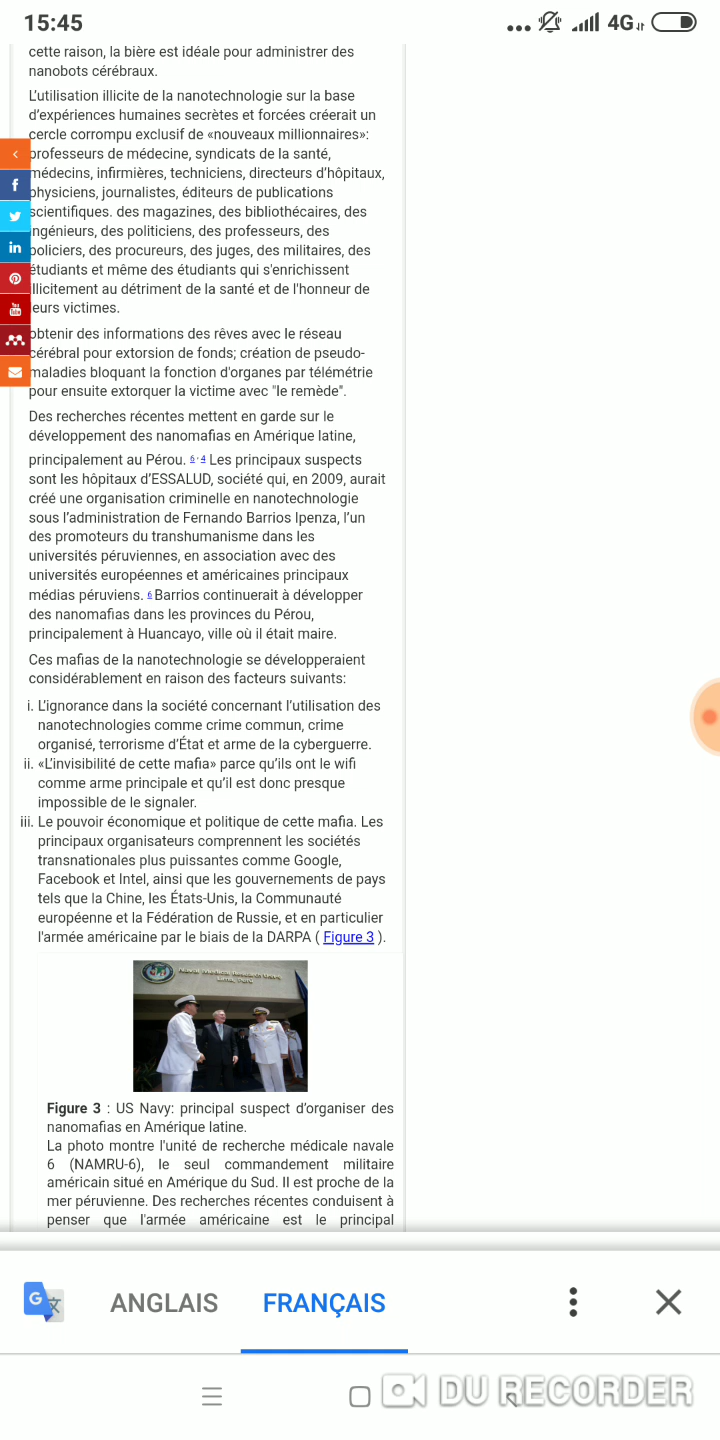 15:45
4G
cette raison, la bière est idéale pour administrer des
nanobots cérébraux.
L'utilisation illicite de la nanotechnologie sur la base
d'expériences humaines secrètes et forcées créerait un
cercle corrompu exclusif de «nouveaux millionnaires»:
professeurs de médecine, syndicats de la santé,
médecins, infirmières, techniciens, directeurs d'hôpitaux,
physiciens, journalistes, éditeurs de publications
scientifiques. des magazines, des bibliothécaires, des
ingénieurs, des politiciens, des professeurs, des
policiers, des procureurs, des juges, des militaires, des
étudiants et même des étudiants qui s'enrichissent
illicitement au détriment de la santé et de l'honneur de
leurs victimes.
obtenir des informations des rêves avec le réseau
cérébral pour extorsion de fonds; création de pseudo-
maladies bloquant la fonction d'organes par télémétrie
pour ensuite extorquer la victime avec "le remède".
Des recherches récentes mettent en garde sur le
développement des nanomafias en Amérique latine,
principalement au Pérou. 6 - 4 Les principaux suspects
sont les hôpitaux d'ESSALUD, société qui, en 2009, aurait
créé une organisation criminelle en nanotechnologie
sous l'administration de Fernando Barrios Ipenza, l'un
des promoteurs du transhumanisme dans les
universités péruviennes, en association avec des
universités européennes et américaines principaux
médias péruviens. 6 Barrios continuerait à développer
des nanomafias dans les provinces du Pérou,
principalement à Huancayo, ville où il était maire.
Ces mafias de la nanotechnologie se développeraient
considérablement en raison des facteurs suivants:
i. L'ignorance dans la société concernant l'utilisation des
nanotechnologies comme crime commun, crime
organisé, terrorisme d'État et arme de la cyberguerre.
ii. «L'invisibilité de cette mafia» parce qu'ils ont le wifi
comme arme principale et qu'il est donc presque
impossible de le signaler.
iii. Le pouvoir économique et politique de cette mafia. Les
principaux organisateurs comprennent les sociétés
transnationales plus puissantes comme Google,
Facebook et Intel, ainsi que les gouvernements de pays
tels que la Chine, les États-Unis, la Communauté
européenne et la Fédération de Russie, et en particulier
l'armée américaine par le biais de la DARPA ( Figure 3 ).
Naval Medical Research Unit
Lima, Peru
Figure 3 : US Navy: principal suspect d'organiser des
nanomafias en Amérique latine.
La photo montre l'unité de recherche médicale navale
6 (NAMRU-6), le seul commandement militaire
américain situé en Amérique du Sud. Il est proche de la
mer péruvienne. Des recherches récentes conduisent à
penser que l'armée américaine est le principal
ANGLAIS FRANÇAIS
DU RECORDER